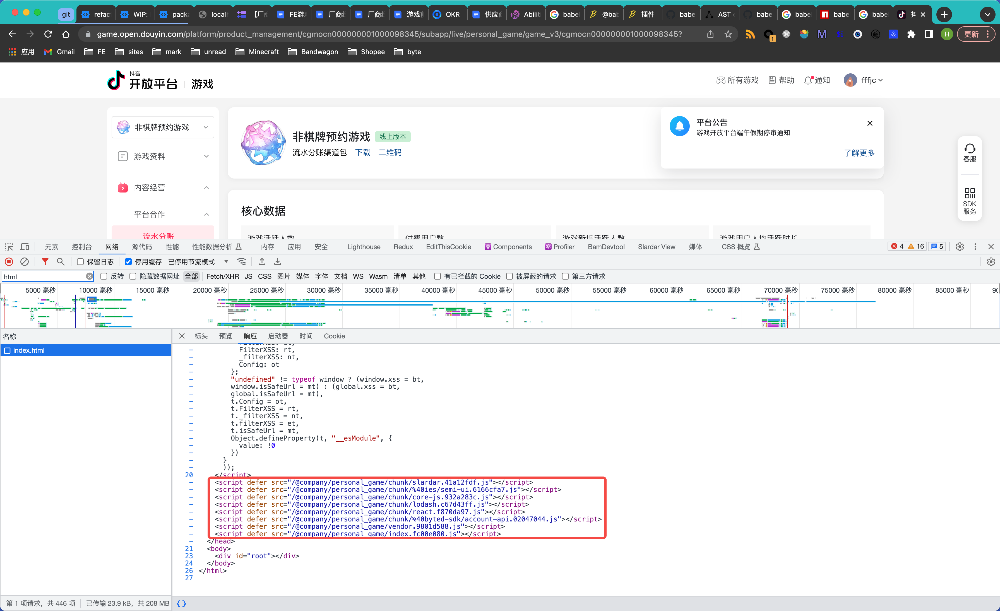 git
refac
WIP:
packa
locall
【厂商
FE游戏
厂商
厂商
游戏前
OKR
供应商
Abiliti
babel
@bab
插件
babe
AST e
babe
babe
babe
babel
抖
game.open.douyin.com/platform/product_management/cgmocn000000001000098345/subapp/live/personal_game/game_v3/cgmocn000000001000098345?
1
M
H
更新
应用
Gmail
FE
sites
mark
unread
Minecraft
Bandwagon
Shopee
byte
抖音
开放平台
游戏
所有游戏
帮助
通知
fffjc
非棋牌预约游戏
游戏资料
内容经营
平台合作
流水分账
非棋牌预约游戏
线上版本
流水分账渠道包
下载
二维码
平台公告
游戏开放平台端午假期停审通知
了解更多
客服
SDK
服务
核心数据
游戏活跃人数
付费用户数
游戏新增活跃人数
游戏用户人均活跃时长
元素
控制台
网络
源代码
性能
性能数据分析
内存
应用
安全
Lighthouse
Redux
EditThisCookie
Components
Profiler
BamDevtool
Slardar View
媒体
CSS 概览
4
16
5
保留日志
停用缓存
已停用节流模式
html
反转
隐藏数据网址
全部
Fetch/XHR
JS
CSS
图片
媒体
字体
文档
WS
Wasm
清单
其他
有已拦截的 Cookie
被屏蔽的请求
第三方请求
5000 毫秒
10000 毫秒
15000 毫秒
20000 毫秒
25000 毫秒
30000 毫秒
35000 毫秒
40000 毫秒
45000 毫秒
50000 毫秒
55000 毫秒
60000 毫秒
65000 毫秒
70000 毫秒
75000 毫秒
80000 毫秒
85000 毫秒
90
名称
标头
预览
响应
启动器
时间
Cookie
index.html
filterXSS: et,
FilterXSS: rt,
_filterXSS: nt,
Config: ot
};
"undefined" != typeof window ? (window.xss = bt,
window.isSafeUrl = mt) : (global.xss = bt,
global.isSafeUrl = mt),
t.Config = ot,
t.FilterXSS = rt,
t._filterXSS = nt,
t.filterXSS = et,
t.isSafeUrl = mt,
Object.defineProperty(t, "__esModule", {
value: !0
})
}
));
20 </script>
<script defer src="/@company/personal_game/chunk/slardar.41a12fdf.js"></script>
<script defer src="/@company/personal_game/chunk/%40ies/semi-ui.6166cfa7.js"></script>
<script defer src="/@company/personal_game/chunk/core-js.932a283c.js"></script>
<script defer src="/@company/personal_game/chunk/lodash.c67d43ff.js"></script>
<script defer src="/@company/personal_game/chunk/react.f870da97.js"></script>
<script defer src="/@company/personal_game/chunk/%40byted-sdk/account-api.02047044.js"></script>
<script defer src="/@company/personal_game/vendor.9801d588.js"></script>
<script defer src="/@company/personal_game/index.fc00e080.js"></script>
</head>
21 <body>
23 <div id="root"></div>
24 </body>
26 </html>
27
第 1 项请求，共 446 项
已传输 23.9 kB，共 208 MB
{ }